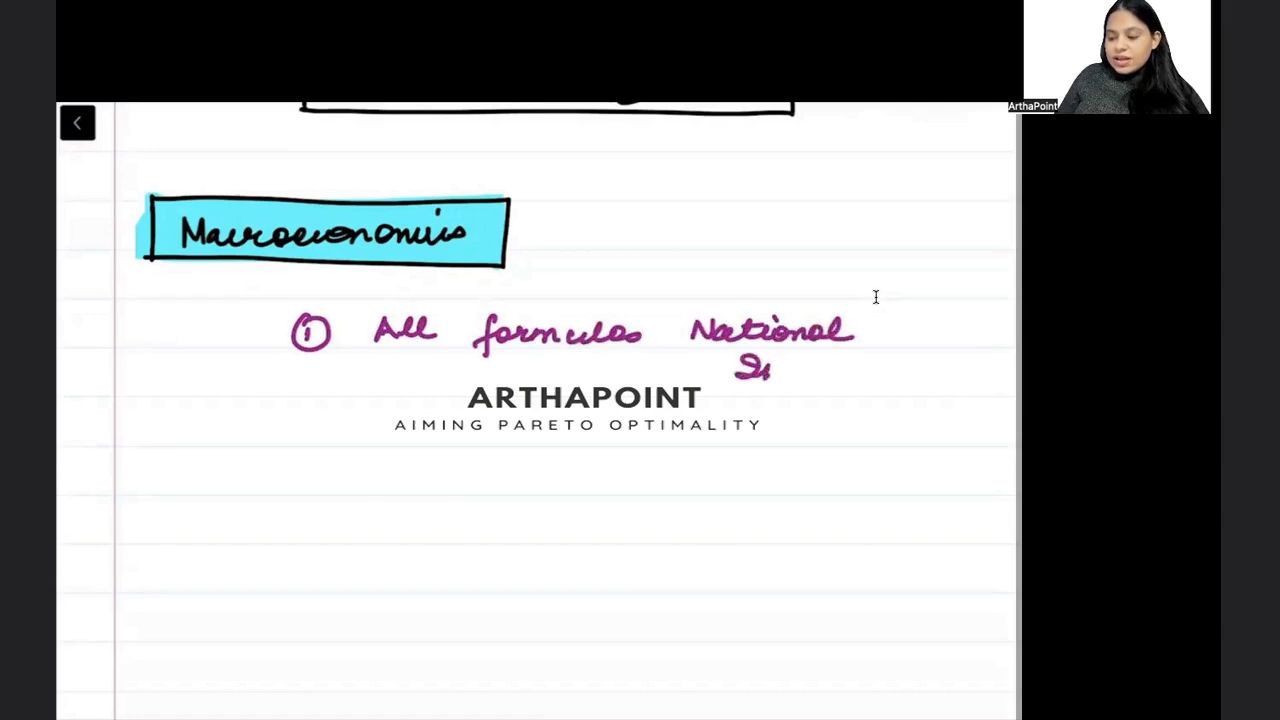 ArthaPoint
Macroeconomics
① All formulas National
ARTHAPOINT
AIMING PARETO OPTIMALITY